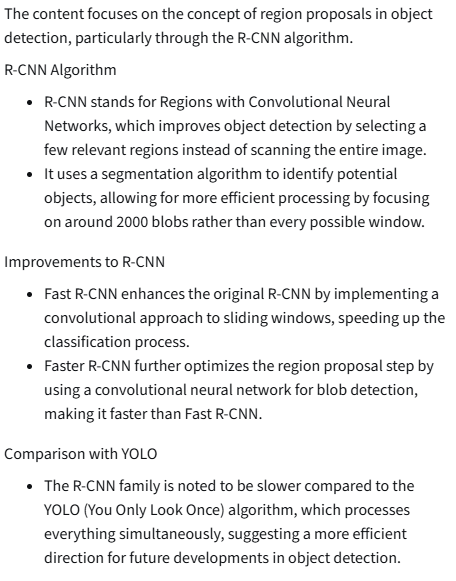 The content focuses on the concept of region proposals in object
detection, particularly through the R-CNN algorithm.
R-CNN Algorithm
• R-CNN stands for Regions with Convolutional Neural
Networks, which improves object detection by selecting a
few relevant regions instead of scanning the entire image.
• It uses a segmentation algorithm to identify potential
objects, allowing for more efficient processing by focusing
on around 2000 blobs rather than every possible window.
Improvements to R-CNN
• Fast R-CNN enhances the original R-CNN by implementing a
convolutional approach to sliding windows, speeding up the
classification process.
• Faster R-CNN further optimizes the region proposal step by
using a convolutional neural network for blob detection,
making it faster than Fast R-CNN.
Comparison with YOLO
• The R-CNN family is noted to be slower compared to the
YOLO (You Only Look Once) algorithm, which processes
everything simultaneously, suggesting a more efficient
direction for future developments in object detection.